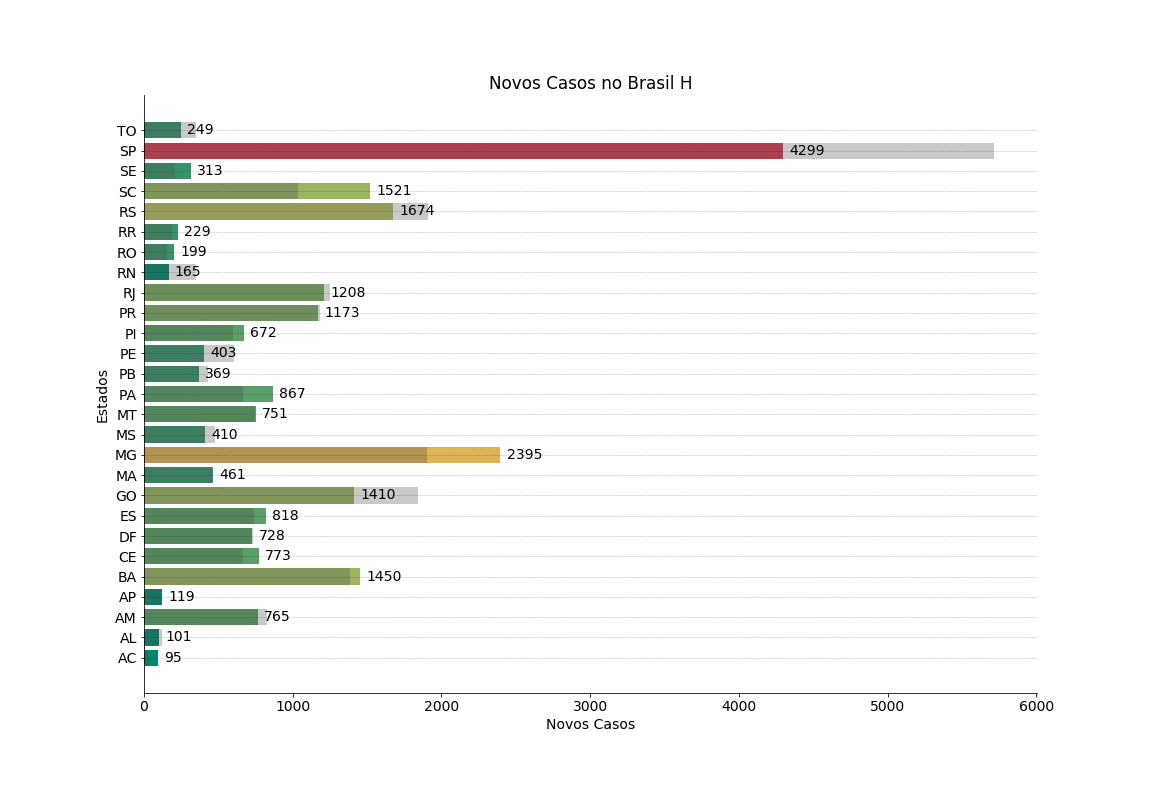 Novos Casos no Brasil H
TO 249
SP 4299
SE 313
SC 1521
RS 1674
RR 229
RO 199
RN 165
RJ 1208
PR 1173
PI 672
PE 403
PB 369
PA 867
MT 751
MS 410
MG 2395
MA 461
GO 1410
ES 818
DF 728
CE 773
BA 1450
AP 119
AM 765
AL 101
AC 95
Estados
0 1000 2000 3000 4000 5000 6000
Novos Casos